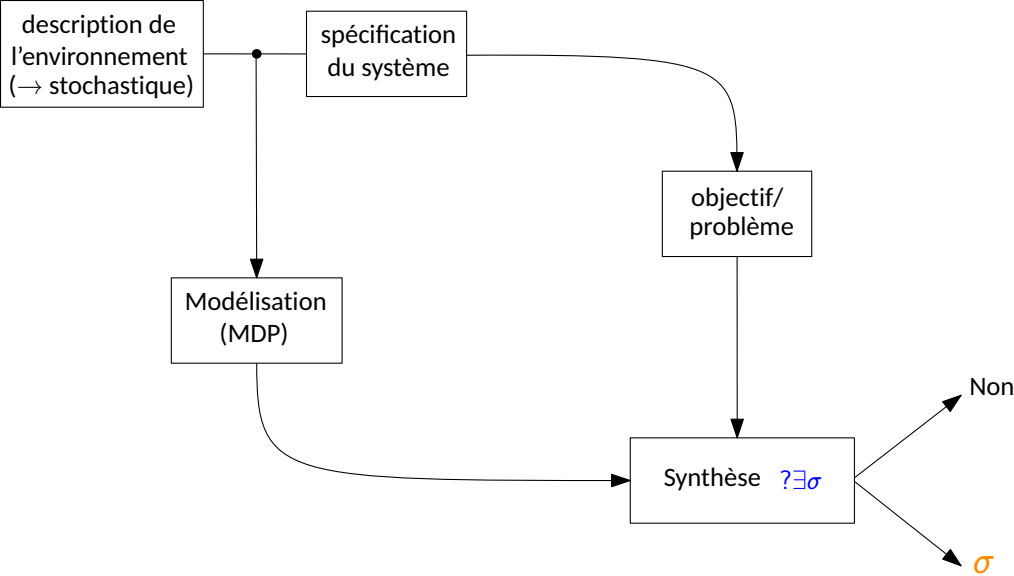 description de
l'environnement
(→ stochastique)
spécification
du système
objectif/
problème
Modélisation
(MDP)
Non
Synthèse ?∃σ
σ